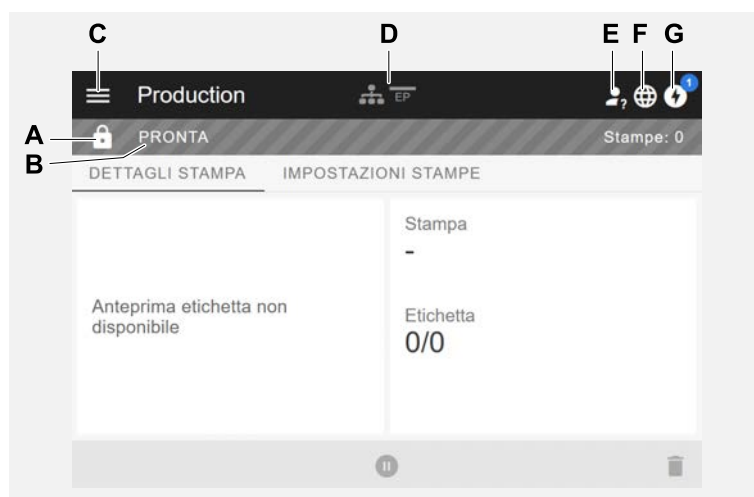 C D E F G
Production EP ? 1
A
PRONTA Stampe: 0
B
DETTAGLI STAMPA IMPOSTAZIONI STAMPE
Stampa
-
Anteprima etichetta non
disponibile
Etichetta
0/0